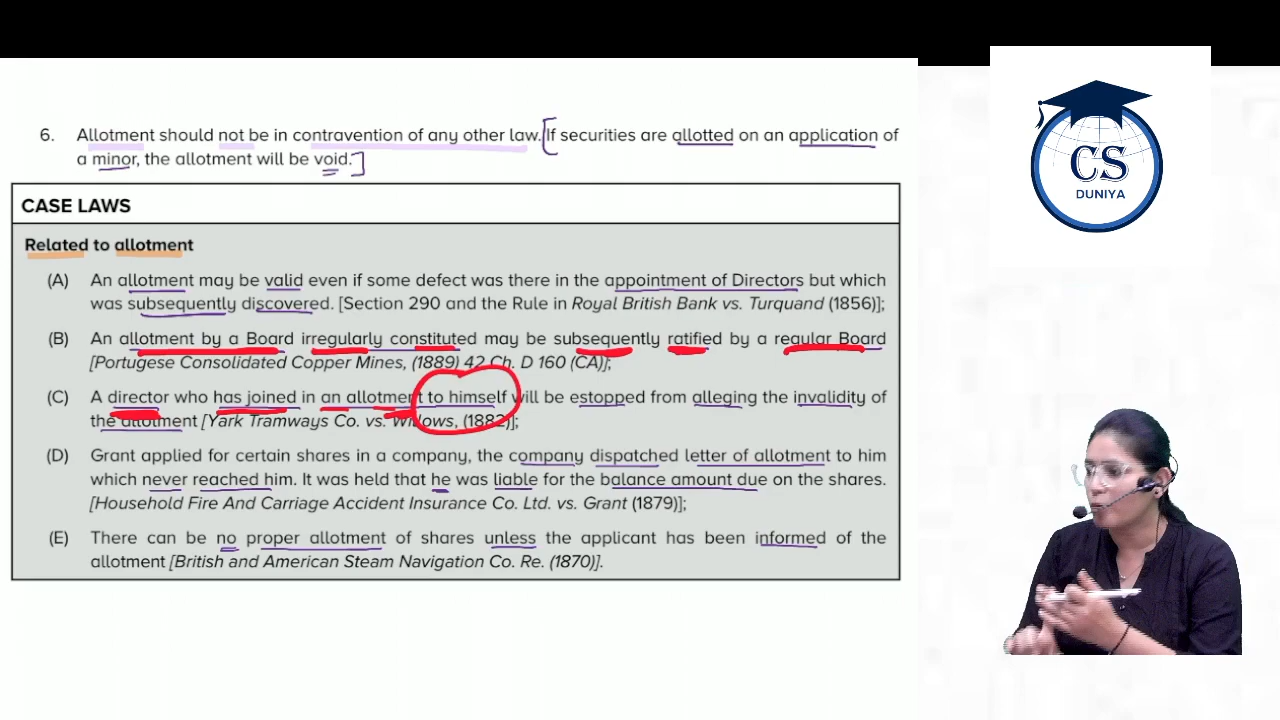 6. Allotment should not be in contravention of any other law. If securities are allotted on an application of
a minor, the allotment will be void.
CASE LAWS
Related to allotment
(A) An allotment may be valid even if some defect was there in the appointment of Directors but which
was subsequently discovered. [Section 290 and the Rule in Royal British Bank vs. Turquand (1856)];
(B) An allotment by a Board irregularly constituted may be subsequently ratified by a regular Board
[Portugese Consolidated Copper Mines, (1889) 42 Ch. D 160 (CA)];
(C) A director who has joined in an allotment to himself will be estopped from alleging the invalidity of
the allotment [Yark Tramways Co. vs. Willows, (1882)];
(D) Grant applied for certain shares in a company, the company dispatched letter of allotment to him
which never reached him. It was held that he was liable for the balance amount due on the shares.
[Household Fire And Carriage Accident Insurance Co. Ltd. vs. Grant (1879)];
(E) There can be no proper allotment of shares unless the applicant has been informed of the
allotment [British and American Steam Navigation Co. Re. (1870)].
CS
DUNIYA